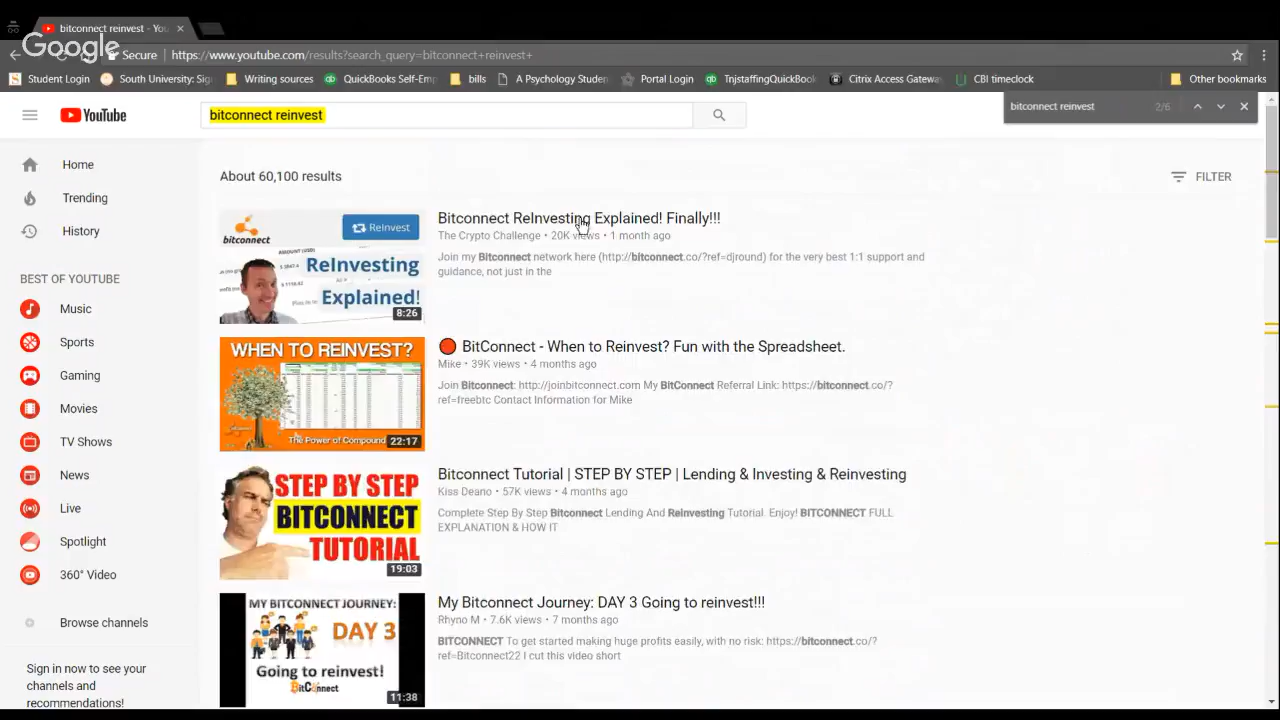 bitconnect reinvest - You
Google
Secure https://www.youtube.com/results?search_query=bitconnect+reinvest+
Student Login South University: Sig Writing sources QuickBooks Self-Emp bills A Psychology Studen Portal Login TnjstaffingQuickBook Citrix Access Gatewa CBI timeclock Other bookmarks
bitconnect reinvest 2/6
YouTube bitconnect reinvest
Home
Trending
History
BEST OF YOUTUBE
Music
Sports
Gaming
Movies
TV Shows
News
Live
Spotlight
360° Video
Browse channels
Sign in now to see your
channels and
recommendations!
About 60,100 results FILTER
bitconnect
ReInvest
ReInvesting
Explained!
8:26
Bitconnect ReInvesting Explained! Finally!!!
The Crypto Challenge • 20K views • 1 month ago
Join my Bitconnect network here (http://bitconnect.co/?ref=djround) for the very best 1:1 support and
guidance, not just in the
WHEN TO REINVEST?
The Power of Compound
22:17
BitConnect - When to Reinvest? Fun with the Spreadsheet.
Mike • 39K views • 4 months ago
Join Bitconnect: http://joinbitconnect.com My BitConnect Referral Link: https://bitconnect.co/?
ref=freebtc Contact Information for Mike
STEP BY STEP
BITCONNECT
TUTORIAL
19:03
Bitconnect Tutorial | STEP BY STEP | Lending & Investing & Reinvesting
Kiss Deano • 57K views • 4 months ago
Complete Step By Step Bitconnect Lending And Reinvesting Tutorial. Enjoy! BITCONNECT FULL
EXPLANATION & HOW IT
MY BITCONNECT JOURNEY:
DAY 3
Going to reinvest!
BitConnect
11:38
My Bitconnect Journey: DAY 3 Going to reinvest!!!
Rhyno M • 7.6K views • 7 months ago
BITCONNECT To get started making huge profits easily, with no risk: https://bitconnect.co/?
ref=Bitconnect22 I cut this video short